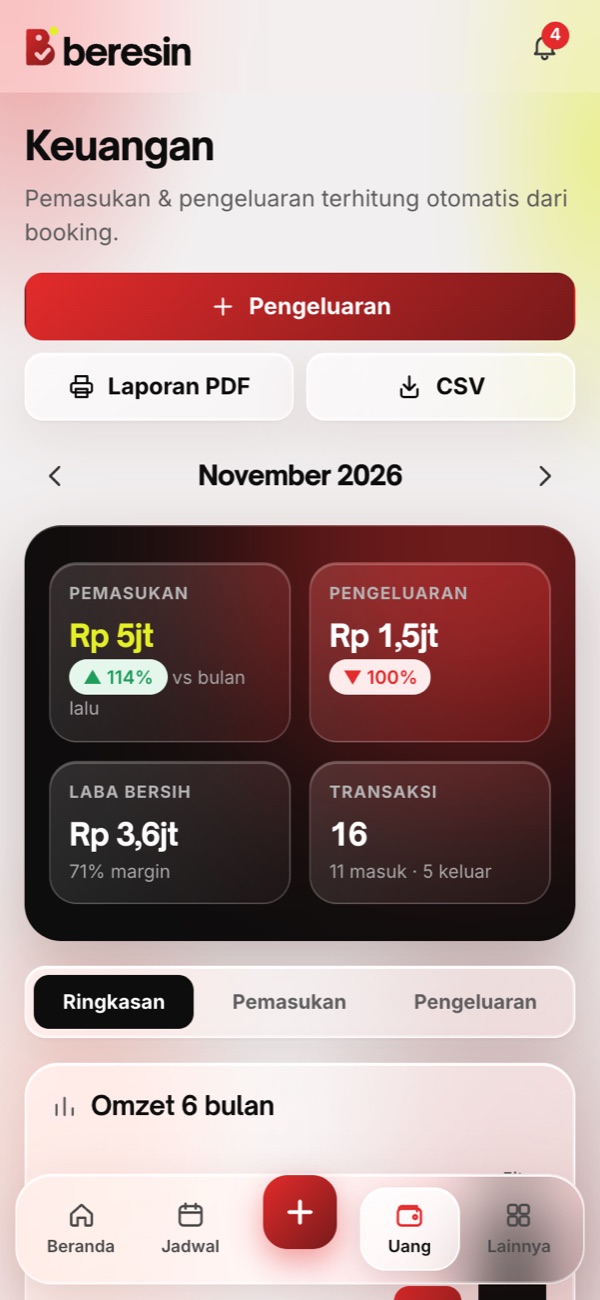 beresin
4
Keuangan
Pemasukan & pengeluaran terhitung otomatis dari
booking.
+ Pengeluaran
Laporan PDF
CSV
November 2026
PEMASUKAN
Rp 5jt
▲ 114% vs bulan
lalu
PENGELUARAN
Rp 1,5jt
▼ 100%
LABA BERSIH
Rp 3,6jt
71% margin
TRANSAKSI
16
11 masuk · 5 keluar
Ringkasan
Pemasukan
Pengeluaran
Omzet 6 bulan
Beranda
Jadwal
+
Uang
Lainnya